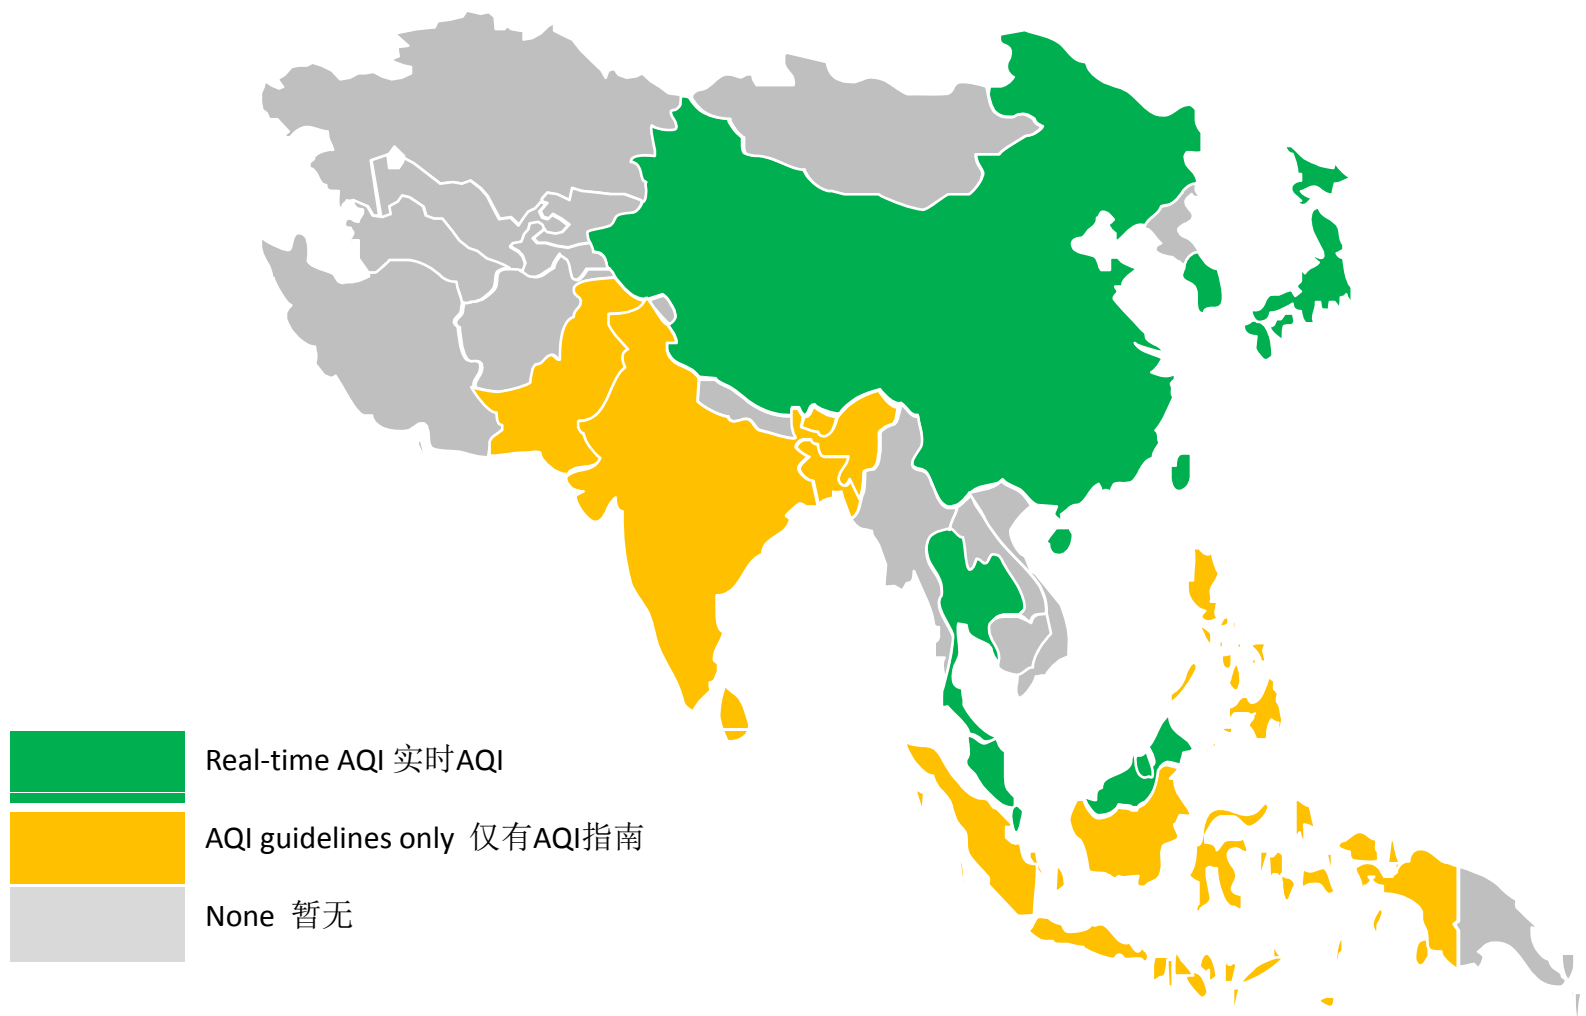 Real-time AQI 实时AQI
AQI guidelines only 仅有AQI指南
None 暂无